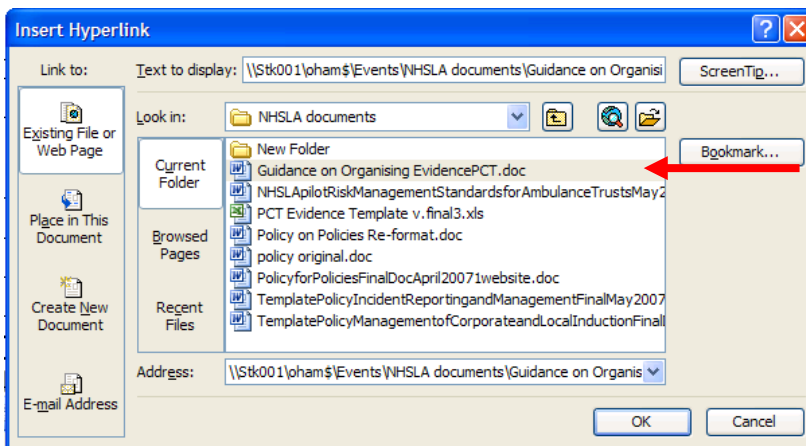 Insert Hyperlink
Link to:
Text to display: \\Stk001\oham$\Events\NHSLA documents\Guidance on Organisi
ScreenTip...
Existing File or Web Page
Look in: NHSLA documents
Bookmark...
Current Folder
New Folder
Guidance on Organising EvidencePCT.doc
NHSLApilotRiskManagementStandardsforAmbulanceTrustsMay2
PCT Evidence Template v.final3.xls
Policy on Policies Re-format.doc
policy original.doc
PolicyforPoliciesFinalDocApril20071website.doc
TemplatePolicyIncidentReportingandManagementFinalMay2007
TemplatePolicyManagementofCorporateandLocalInductionFinal
Place in This Document
Browsed Pages
Create New Document
Recent Files
E-mail Address
Address: \\Stk001\oham$\Events\NHSLA documents\Guidance on Organis
OK
Cancel